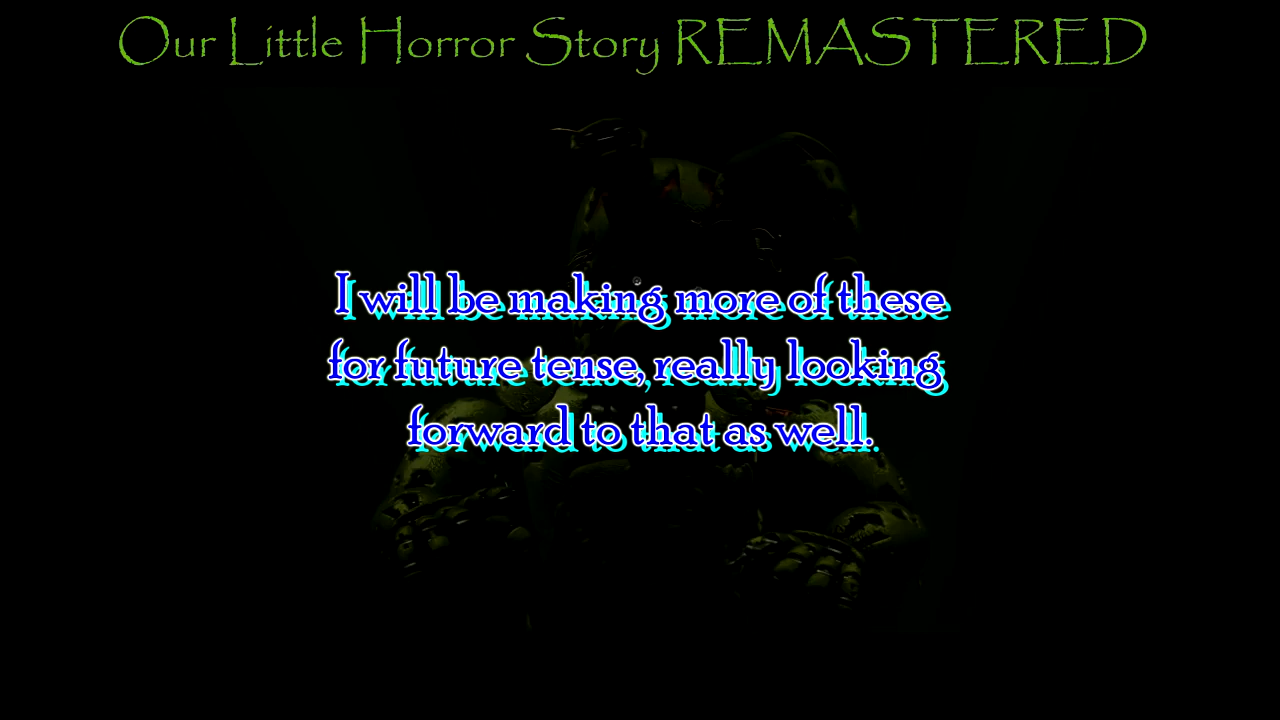 Our Little Horror Story REMASTERED
I will be making more of these
for future tense, really looking
forward to that as well.